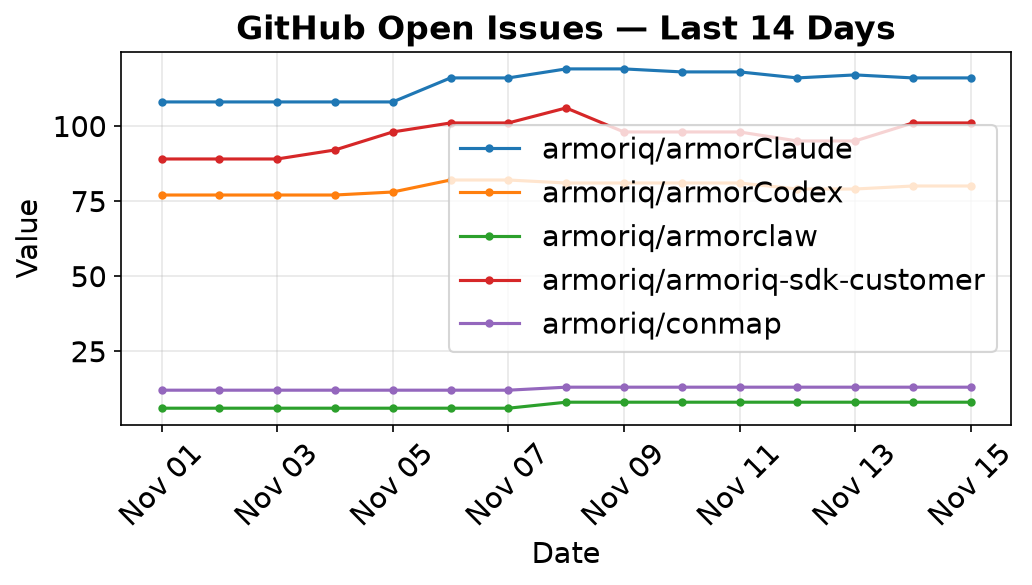 GitHub Open Issues — Last 14 Days
Value
100
75
50
25
armoriq/armorClaude
armoriq/armorCodex
armoriq/armorclaw
armoriq/armoriq-sdk-customer
armoriq/conmap
Nov 01
Nov 03
Nov 05
Nov 07
Nov 09
Nov 11
Nov 13
Nov 15
Date